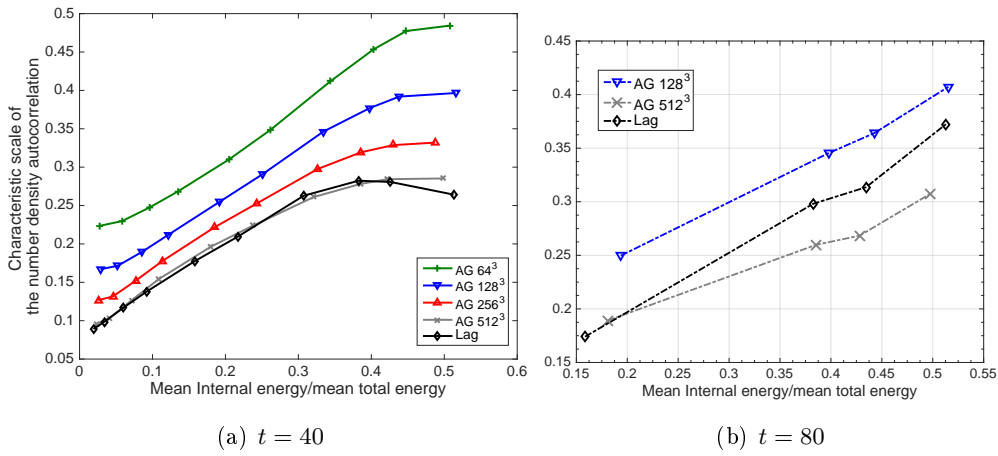 Characteristic scale of
the number density autocorrelation
0.5
0.45
0.4
0.35
0.3
0.25
0.2
0.15
0.1
0.05
0 0.1 0.2 0.3 0.4 0.5 0.6
Mean Internal energy/mean total energy
AG 64³
AG 128³
AG 256³
AG 512³
Lag
(a) t = 40
0.45
0.4
0.35
0.3
0.25
0.2
0.15
0.15 0.2 0.25 0.3 0.35 0.4 0.45 0.5 0.55
Mean Internal energy/mean total energy
AG 128³
AG 512³
Lag
(b) t = 80